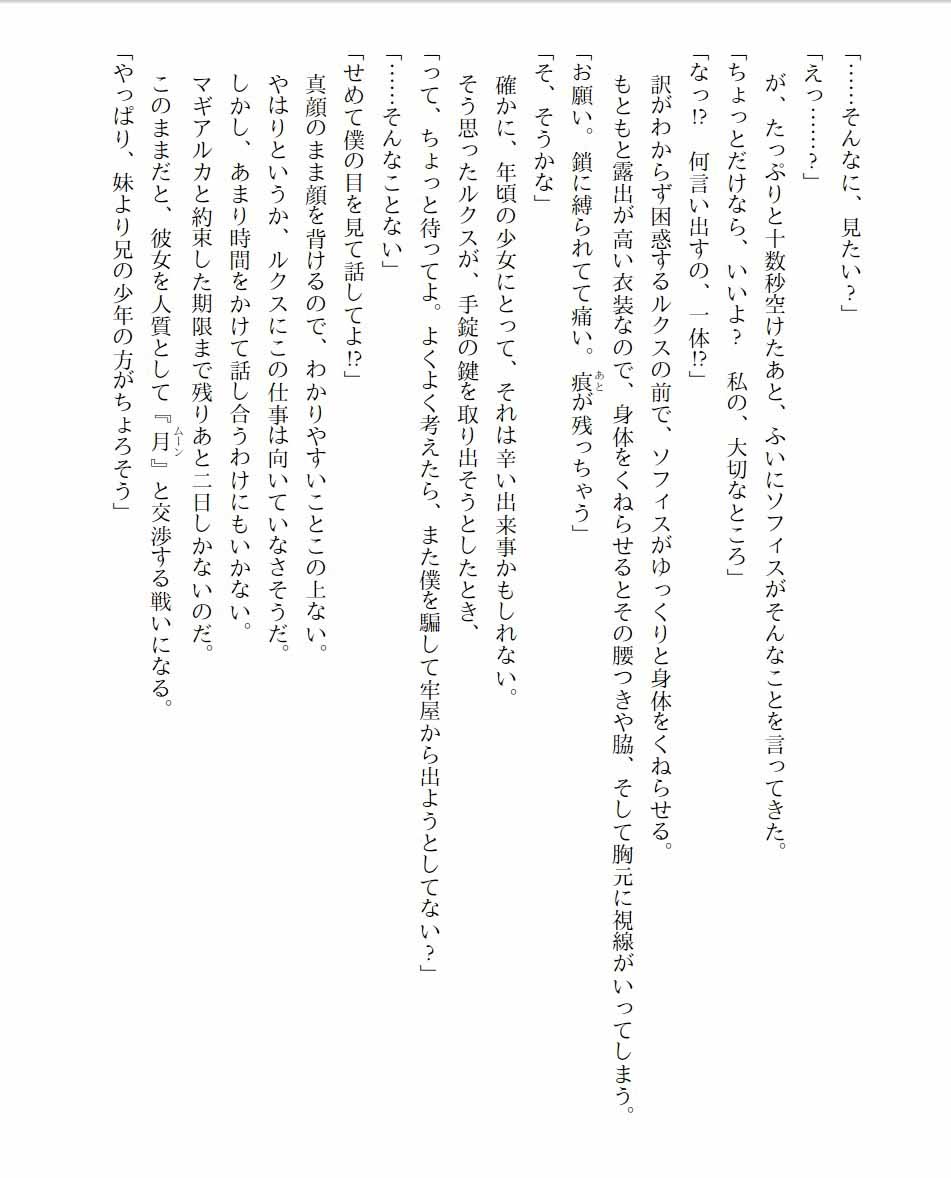 「……そんなに、見たい?」
「えっ……?」
が、たっぷりと十数秒空けたあと、ふいにソフィスがそんなことを言ってきた。
「ちょっとだけなら、いいよ? 私の、大切なところ」
「なっ!? 何言い出すの、一体!?」
訳がわからず困惑するルクスの前で、ソフィスがゆっくりと身体をくねらせる。
もともと露出が高い衣装なので、身体をくねらせるとその腰つきや脇、そして胸元に視線がいってしまう。
「お願い。鎖に縛られてて痛い。痕あとが残っちゃう」
「そ、そうかな」
確かに、年頃の少女にとって、それは辛い出来事かもしれない。
そう思ったルクスが、手錠の鍵を取り出そうとしたとき、
「って、ちょっと待ってよ。よくよく考えたら、また僕を騙して牢屋から出ようとしてない?」
「……そんなことない」
「せめて僕の目を見て話してよ!?」
真顔のまま顔を背けるので、わかりやすいことこの上ない。
やはりというか、ルクスにこの仕事は向いていなさそうだ。
しかし、あまり時間をかけて話し合うわけにもいかない。
マギアルカと約束した期限まで残りあと二日しかないのだ。
このままだと、彼女を人質として『月ムーン』と交渉する戦いになる。
「やっぱり、妹より兄の少年の方がちょろそう」